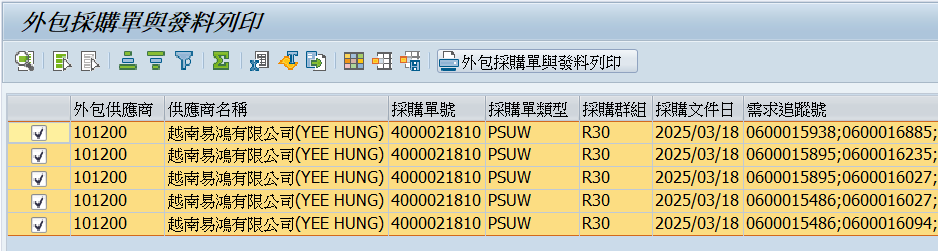 外包採購單與發料列印
外包採購單與發料列印
外包供應商 供應商名稱 採購單號 採購單類型 採購群組 採購文件日 需求追蹤號
101200 越南易鴻有限公司(YEE HUNG) 4000021810 PSUW R30 2025/03/18 0600015938;0600016885;
101200 越南易鴻有限公司(YEE HUNG) 4000021810 PSUW R30 2025/03/18 0600015895;0600016235;
101200 越南易鴻有限公司(YEE HUNG) 4000021810 PSUW R30 2025/03/18 0600015895;0600016027;
101200 越南易鴻有限公司(YEE HUNG) 4000021810 PSUW R30 2025/03/18 0600015486;0600016027;
101200 越南易鴻有限公司(YEE HUNG) 4000021810 PSUW R30 2025/03/18 0600015486;0600016094;